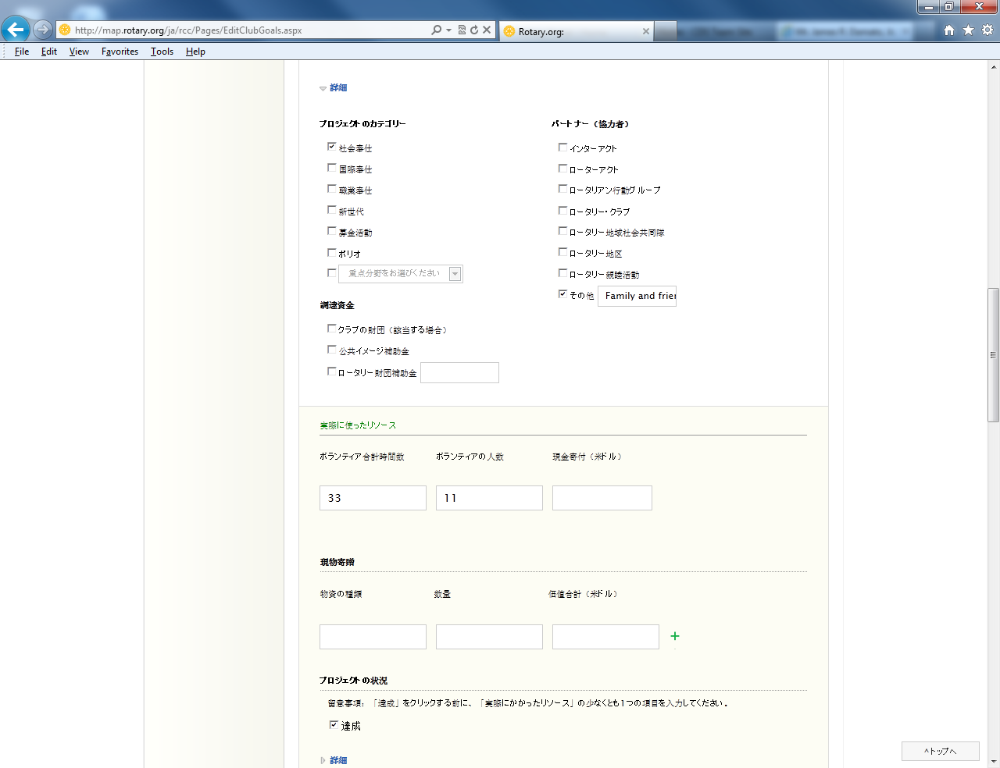 http://map.rotary.org/ja/rcc/Pages/EditClubGoals.aspx
Rotary.org:
File Edit View Favorites Tools Help
詳細
プロジェクトのカテゴリー
パートナー（協力者）
社会奉仕
インターアクト
国際奉仕
ローターアクト
職業奉仕
ロータリアン行動グループ
新世代
ロータリー・クラブ
募金活動
ロータリー地域社会共同隊
ポリオ
ロータリー地区
重点分野をお選びください
ロータリー親睦活動
その他 Family and frien
調達資金
クラブの財団（該当する場合）
公共イメージ補助金
ロータリー財団補助金
実際に使ったリソース
ボランティア合計時間数 ボランティアの人数 現金寄付（米ドル）
33 11
現物寄贈
物資の種類 数量 価値合計（米ドル）
+
プロジェクトの状況
留意事項：「達成」をクリックする前に、「実際にかかったリソース」の少なくとも1つの項目を入力してください。
達成
詳細
^トップへ